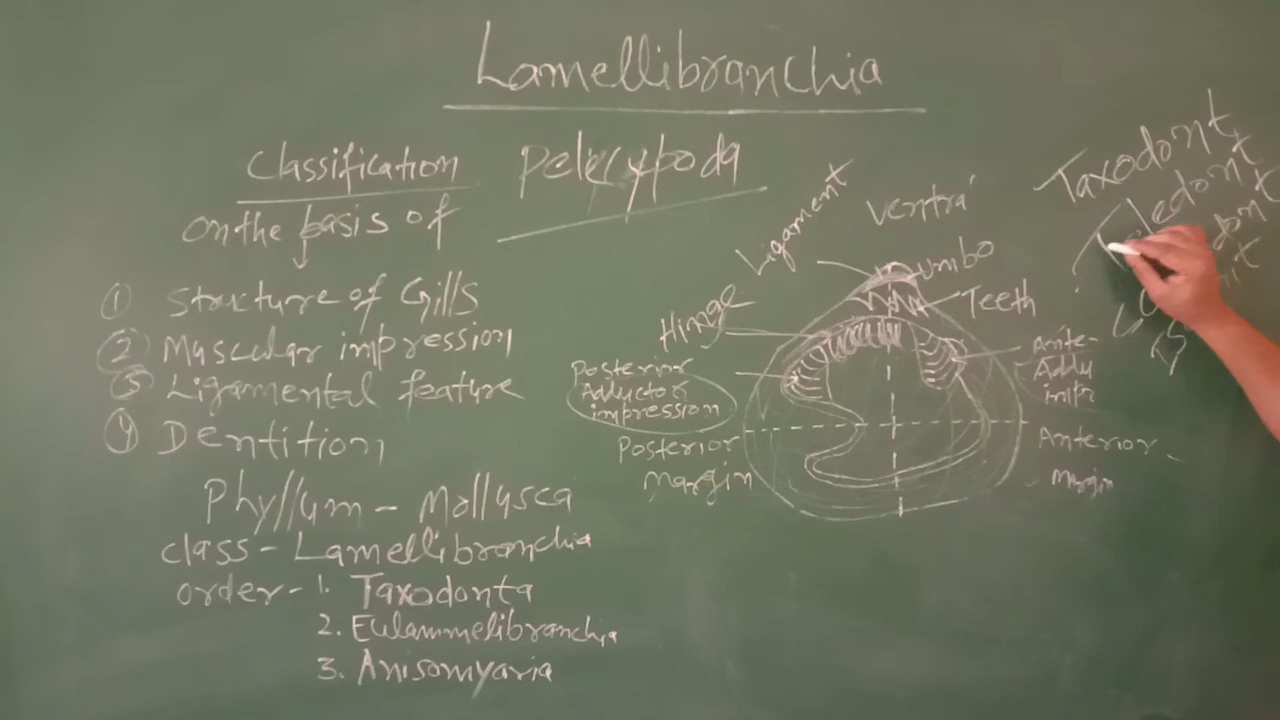 Lamellibranchia
Classification
Pelecypoda
on the basis of
① Structure of Gills
② Muscular impression
③ Ligamental feature
④ Dentition
Phyllum - Mollusca
class - Lamellibranchia
order - 1. Taxodonta
2. Eulammelibranchia
3. Anisomyaria
Ligament
Ventra
Umbo
Teeth
Hinge
Posterior
Adductor
impression
Posterior
Margin
Ante-
Addu
impr
Anterior
Margin
Taxodont